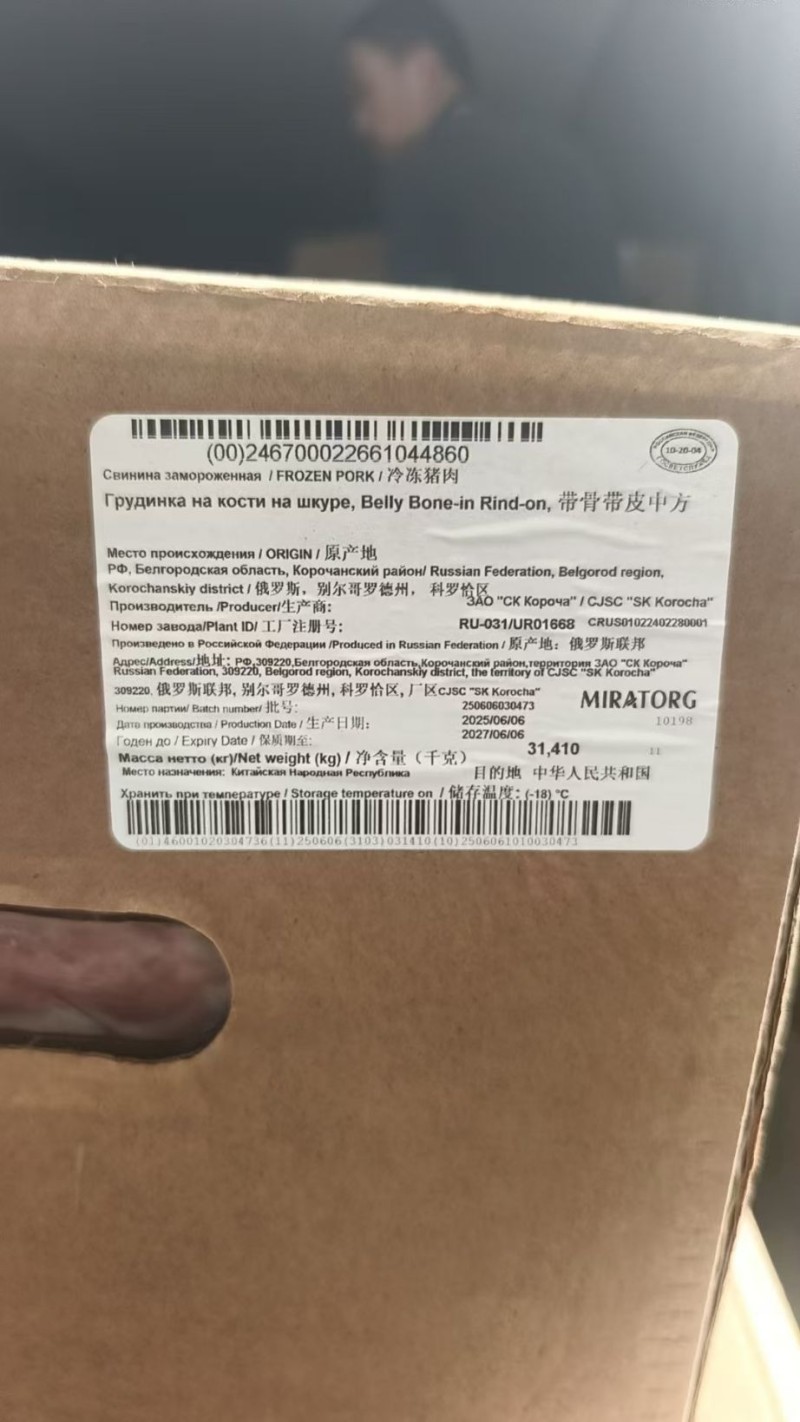 (00)246700022661044860
Свинина замороженная / FROZEN PORK / 冷冻猪肉
10-20-04
Грудинка на кости на шкуре, Belly Bone-in Rind-on, 带骨带皮中方
Место происхождения / ORIGIN / 原产地
РФ, Белгородская область, Корочанский район/ Russian Federation, Belgorod region,
Korochanskiy district / 俄罗斯，别尔哥罗德州， 科罗恰区
Производитель /Producer/生产商: ЗАО "СК Короча" / CJSC "SK Korocha"
Номер завода/Plant ID/ 工厂注册号: RU-031/UR01668 CRUS01022402280001
Произведено в Российской Федерации /Produced in Russian Federation / 原产地：俄罗斯联邦
Адрес/Address/地址: РФ,309220,Белгородская область,Корочанский район,территория ЗАО "СК Короча"
Russian Federation, 309220, Belgorod region, Korochanskiy district, the territory of CJSC "SK Korocha"
309220, 俄罗斯联邦, 别尔哥罗德州, 科罗恰区, 厂区CJSC "SK Korocha"
Номер партии/ Batch number/ 批号: 250606030473
MIRATORG
Дата производства / Production Date / 生产日期: 2025/06/06
10198
Годен до / Expiry Date / 保质期至: 2027/06/06
Масса нетто (кг)/Net weight (kg) / 净含量（千克） 31,410
11
Место назначения: Китайская Народная Республика 目的地 中华人民共和国
Хранить при температуре / Storage temperature on / 储存温度: (-18) °C
(01)46001020304736(11)250606(3103)031410(10)2506061010030473